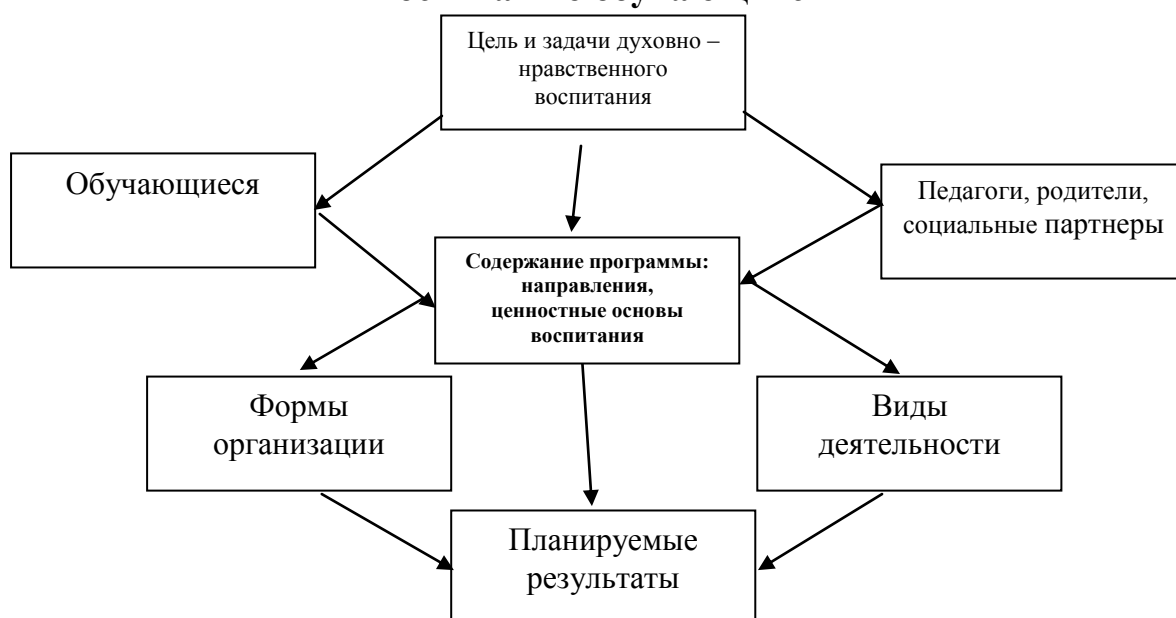 Цель и задачи духовно –
нравственного
воспитания
Обучающиеся
Педагоги, родители,
социальные партнеры
Содержание программы:
направления,
ценностные основы
воспитания
Формы
организации
Виды
деятельности
Планируемые
результаты